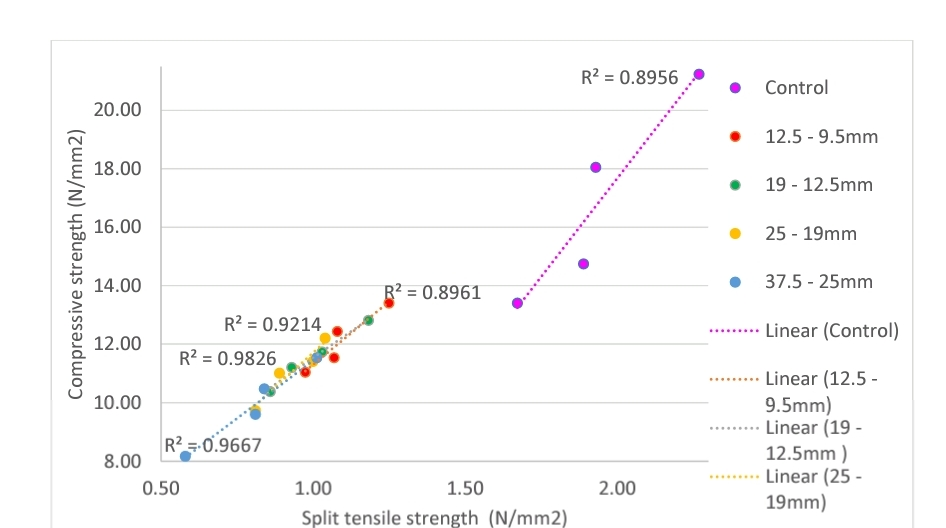 R² = 0.8956
20.00
18.00
16.00
14.00
12.00
10.00
8.00
Compressive strength (N/mm2)
R² = 0.8961
R² = 0.9214
R² = 0.9826
R² = 0.9667
0.50 1.00 1.50 2.00
Split tensile strength (N/mm2)
Control
12.5 - 9.5mm
19 - 12.5mm
25 - 19mm
37.5 - 25mm
Linear (Control)
Linear (12.5 -
9.5mm)
Linear (19 -
12.5mm )
Linear (25 -
19mm)